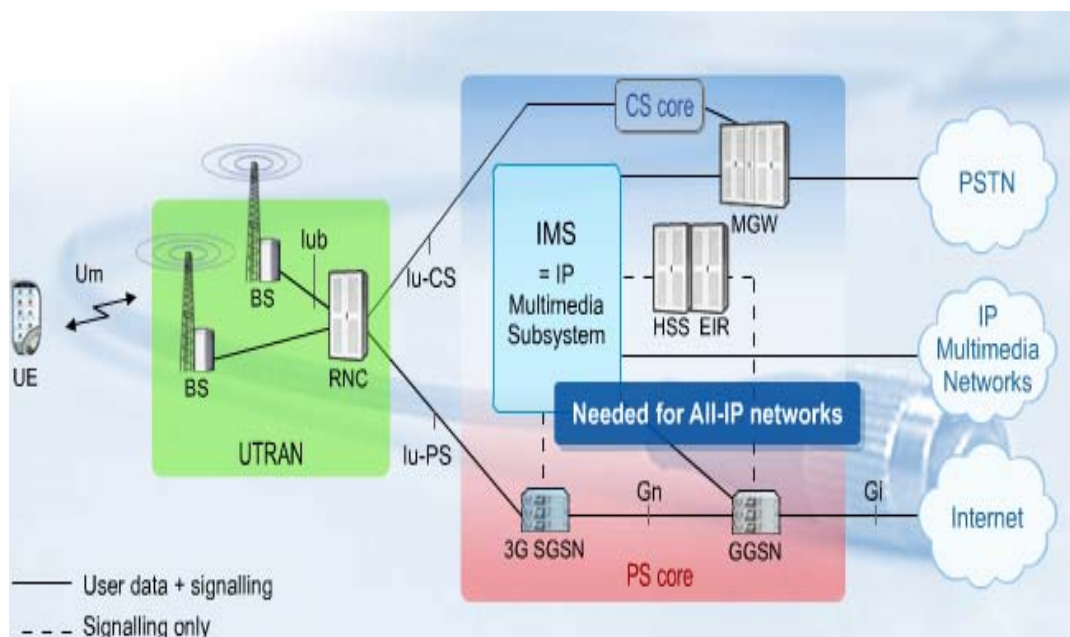 CS core
PSTN
MGW
IMS
= IP
Multimedia
Subsystem
Iub
Iu-CS
Um
BS
HSS
EIR
IP
Multimedia
Networks
UE
BS
RNC
Needed for All-IP networks
UTRAN
Iu-PS
Gn
Gi
Internet
3G SGSN
GGSN
PS core
User data + signalling
Signalling only